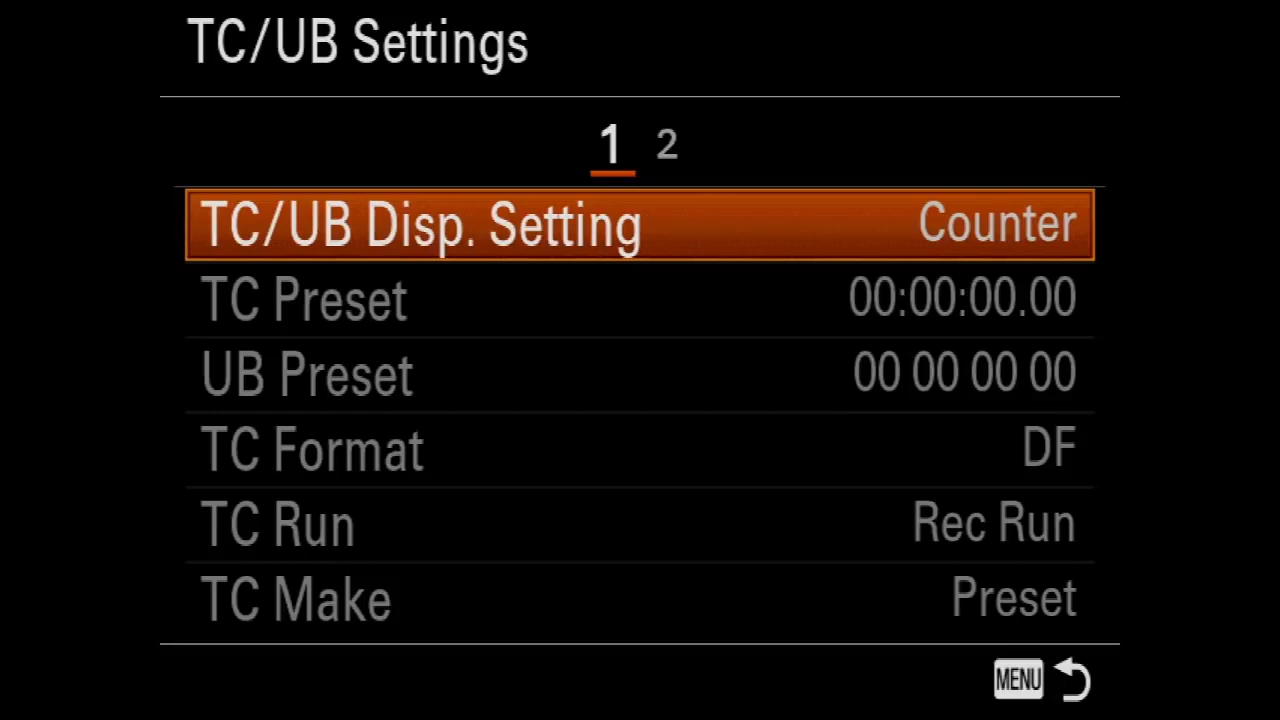 TC/UB Settings
1 2
TC/UB Disp. Setting Counter
TC Preset 00:00:00.00
UB Preset 00 00 00 00
TC Format DF
TC Run Rec Run
TC Make Preset
MENU